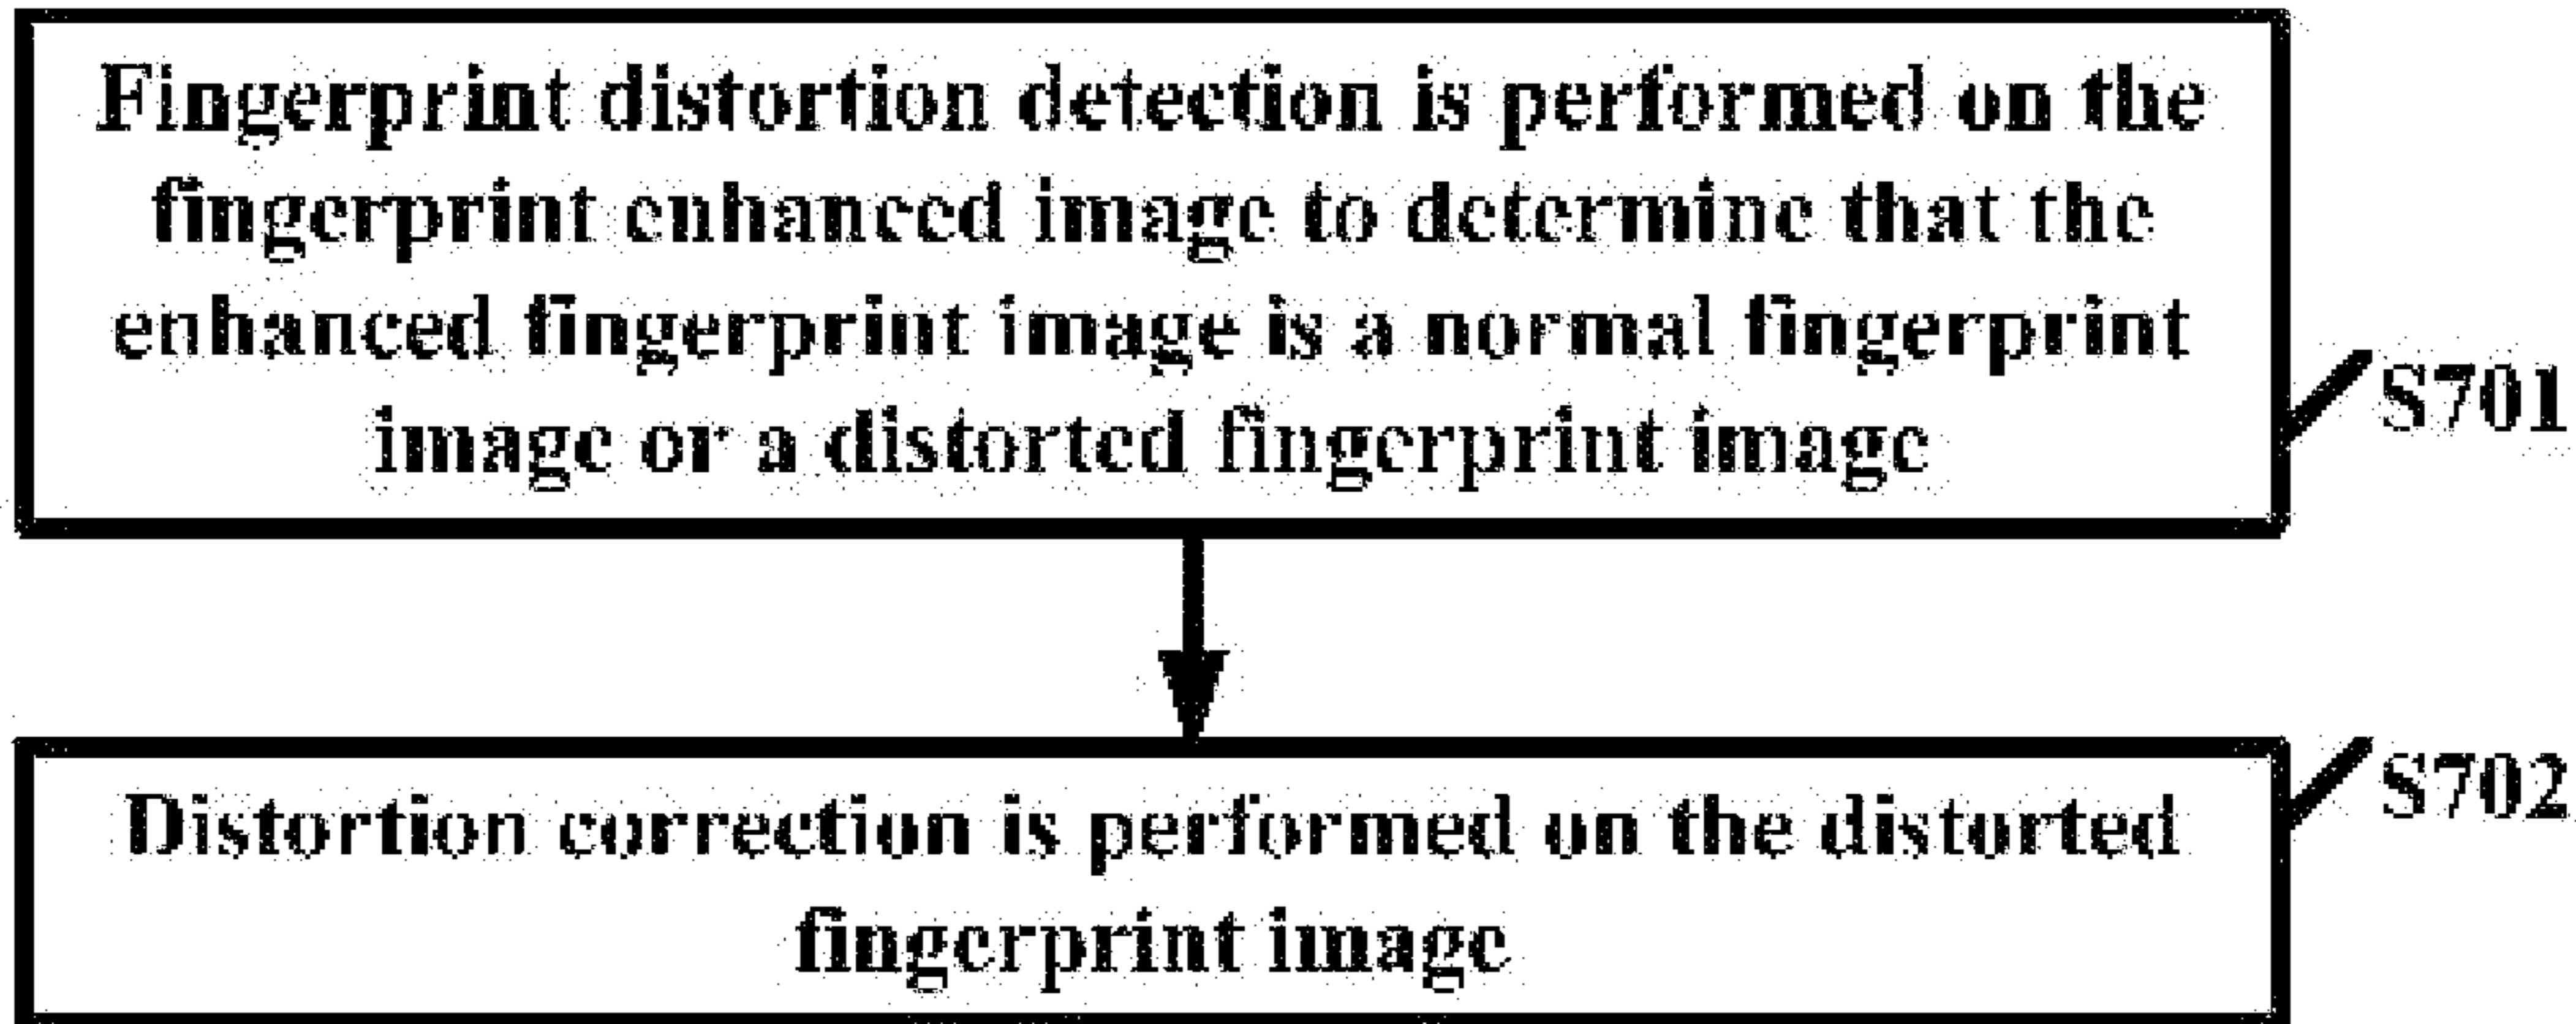 Fingerprint distortion detection is performed on the
fingerprint enhanced image to determine that the
enhanced fingerprint image is a normal fingerprint
image or a distorted fingerprint image
S701
Distortion correction is performed on the distorted
fingerprint image
S702